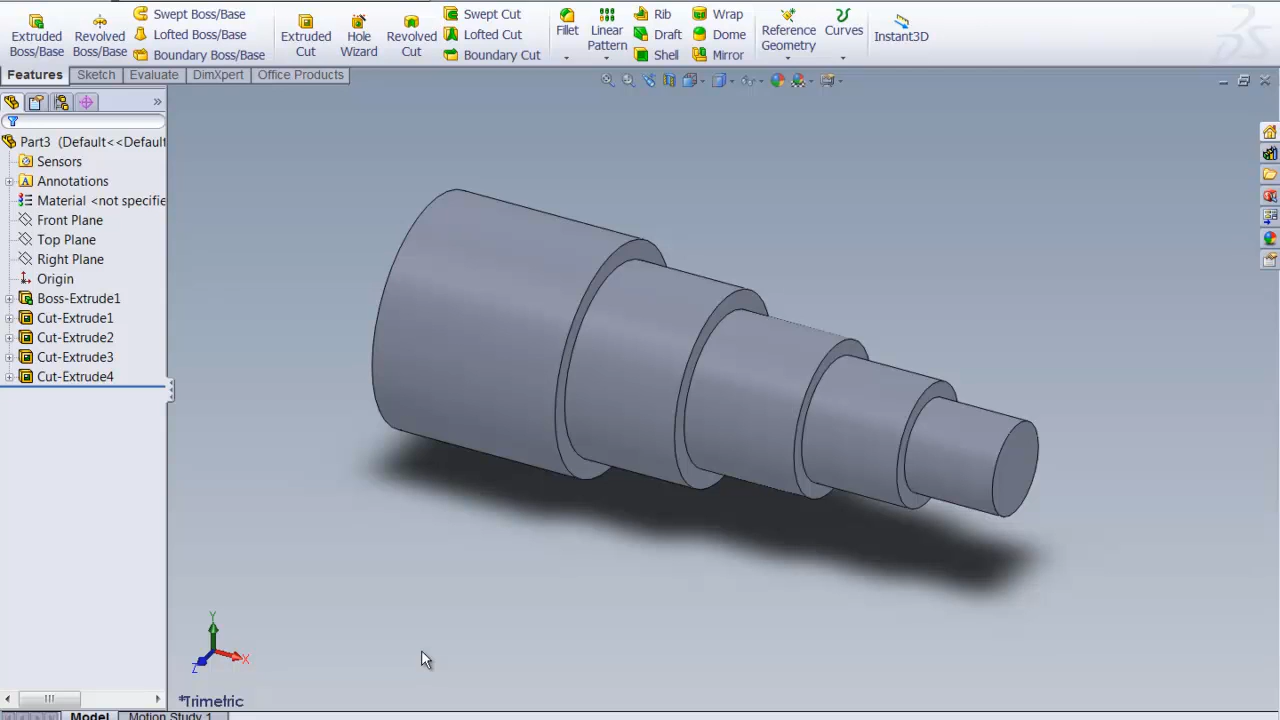 Extruded Boss/Base
Revolved Boss/Base
Swept Boss/Base
Lofted Boss/Base
Boundary Boss/Base
Extruded Cut
Hole Wizard
Revolved Cut
Swept Cut
Lofted Cut
Boundary Cut
Fillet
Linear Pattern
Rib
Draft
Shell
Wrap
Dome
Mirror
Reference Geometry
Curves
Instant3D
Features
Sketch
Evaluate
DimXpert
Office Products
Part3 (Default<<Default
Sensors
Annotations
Material <not specifie
Front Plane
Top Plane
Right Plane
Origin
Boss-Extrude1
Cut-Extrude1
Cut-Extrude2
Cut-Extrude3
Cut-Extrude4
Y
X
Z
*Trimetric
Model
Motion Study 1